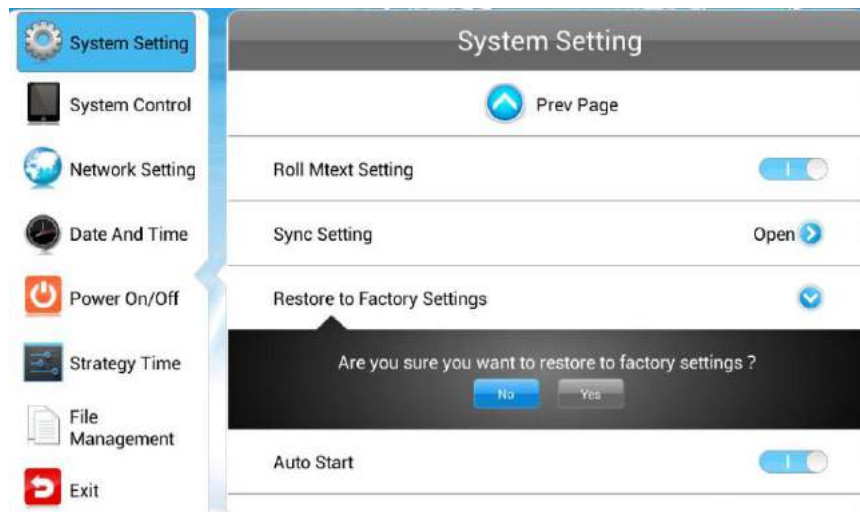 System Setting
System Control
Network Setting
Date And Time
Power On/Off
Strategy Time
File
Management
Exit
System Setting
Prev Page
Roll Mtext Setting
Sync Setting
Open
Restore to Factory Settings
Are you sure you want to restore to factory settings ?
No Yes
Auto Start